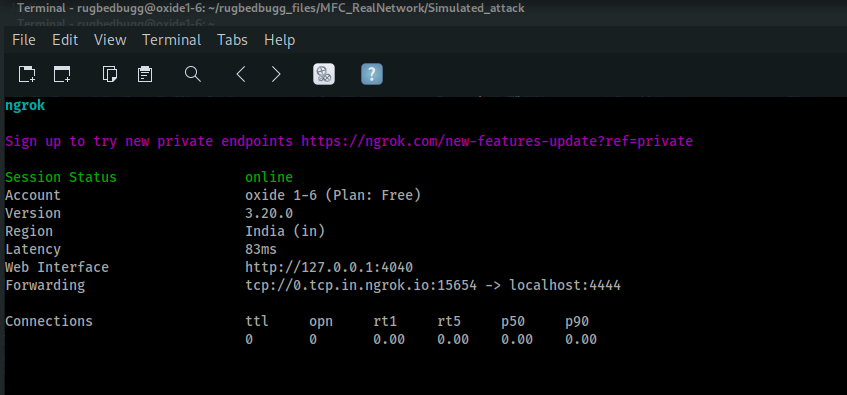 Terminal - rugbedbugg@oxide1-6: ~/rugbedbugg_files/MFC_RealNetwork/Simulated_attack
Terminal - rugbedbugg@oxide1-6: ~
File Edit View Terminal Tabs Help
ngrok
Sign up to try new private endpoints https://ngrok.com/new-features-update?ref=private
Session Status online
Account oxide 1-6 (Plan: Free)
Version 3.20.0
Region India (in)
Latency 83ms
Web Interface http://127.0.0.1:4040
Forwarding tcp://0.tcp.in.ngrok.io:15654 -> localhost:4444
Connections ttl opn rt1 rt5 p50 p90
0 0 0.00 0.00 0.00 0.00